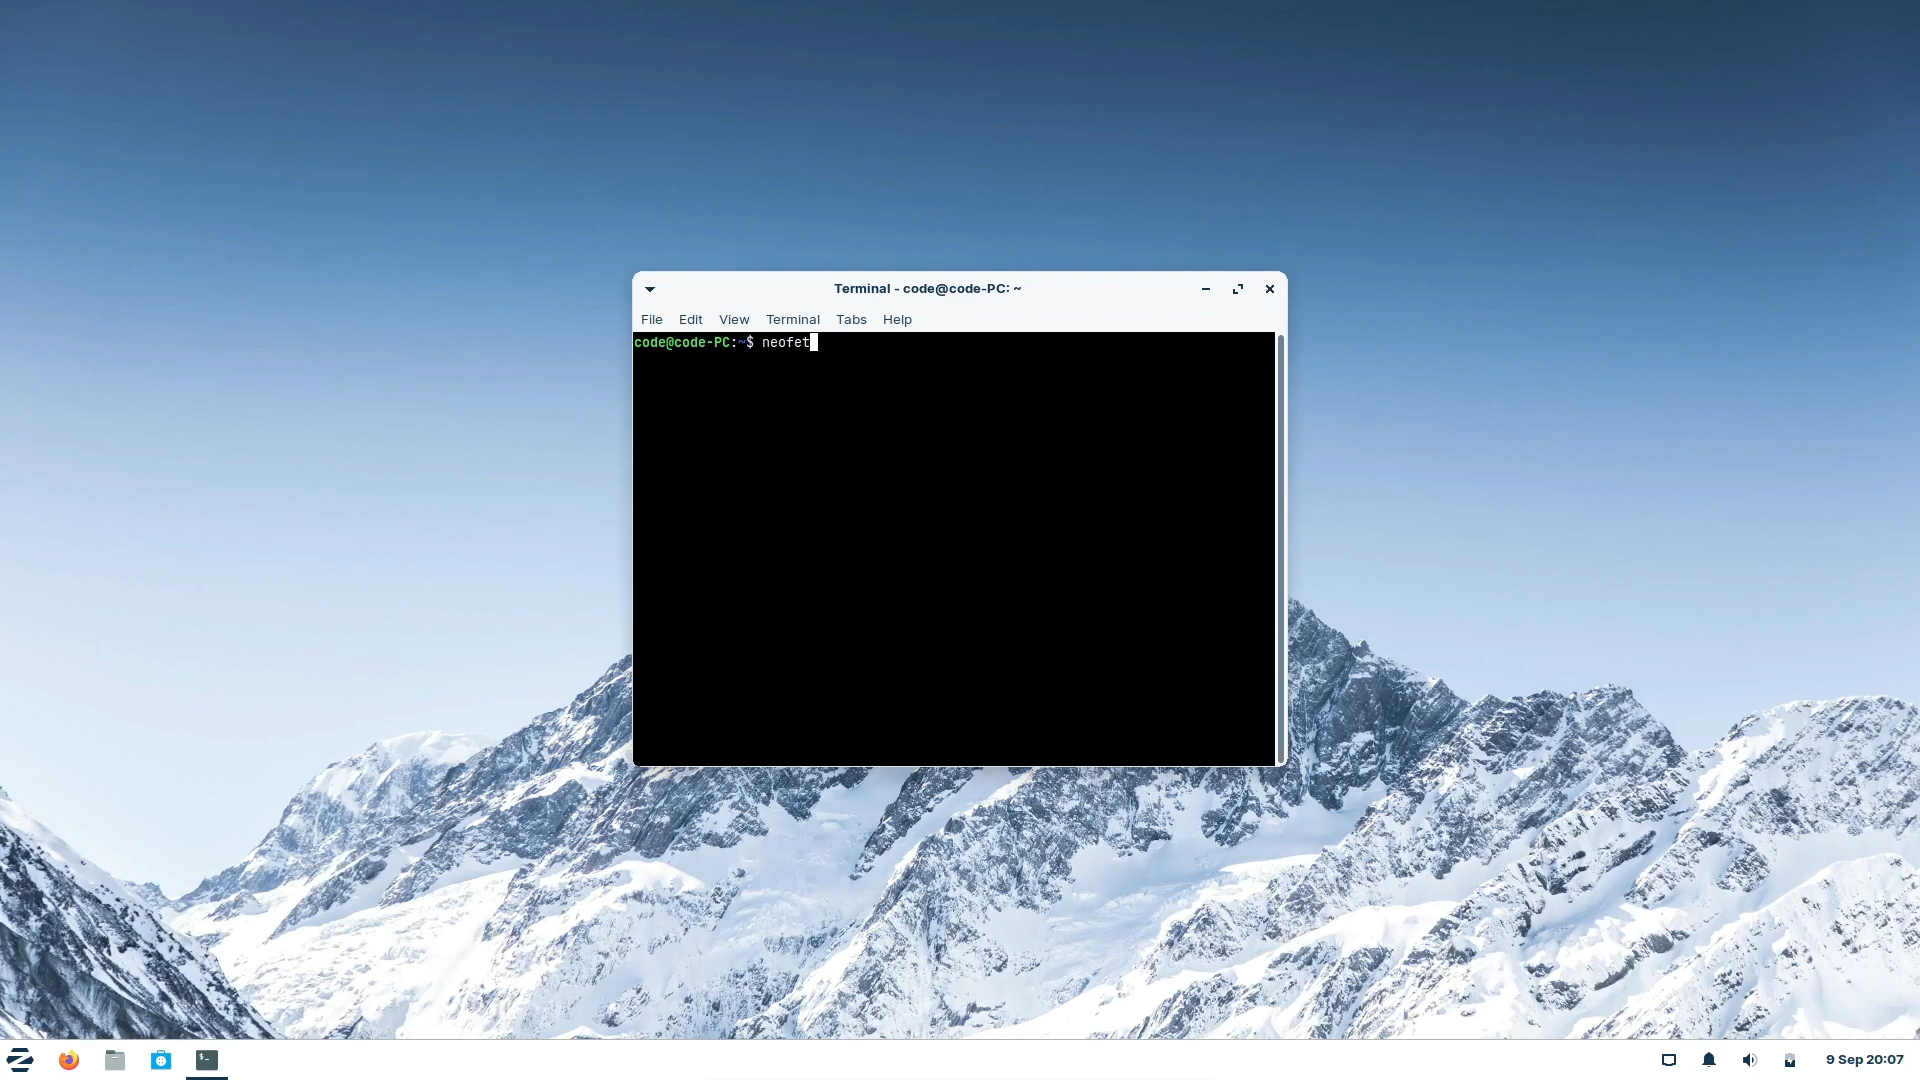 Terminal - code@code-PC: ~
File Edit View Terminal Tabs Help
code@code-PC:~$ neofet
9 Sep 20:07